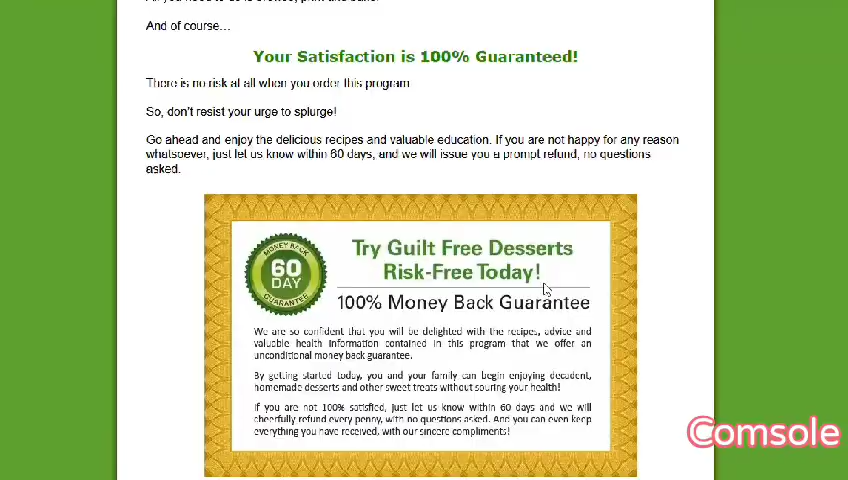 And of course…
Your Satisfaction is 100% Guaranteed!
There is no risk at all when you order this program
So, don't resist your urge to splurge!
Go ahead and enjoy the delicious recipes and valuable education. If you are not happy for any reason
whatsoever, just let us know within 60 days, and we will issue you a prompt refund, no questions
asked.
MONEY BACK
60
DAY
GUARANTEE
Try Guilt Free Desserts
Risk-Free Today!
100% Money Back Guarantee
We are so confident that you will be delighted with the recipes, advice and
valuable health information contained in this program that we offer an
unconditional money back guarantee.
By getting started today, you and your family can begin enjoying decadent,
homemade desserts and other sweet treats without souring your health!
If you are not 100% satisfied, just let us know within 60 days and we will
cheerfully refund every penny, with no questions asked. And you can even keep
everything you have received, with our sincere compliments!
Comsole